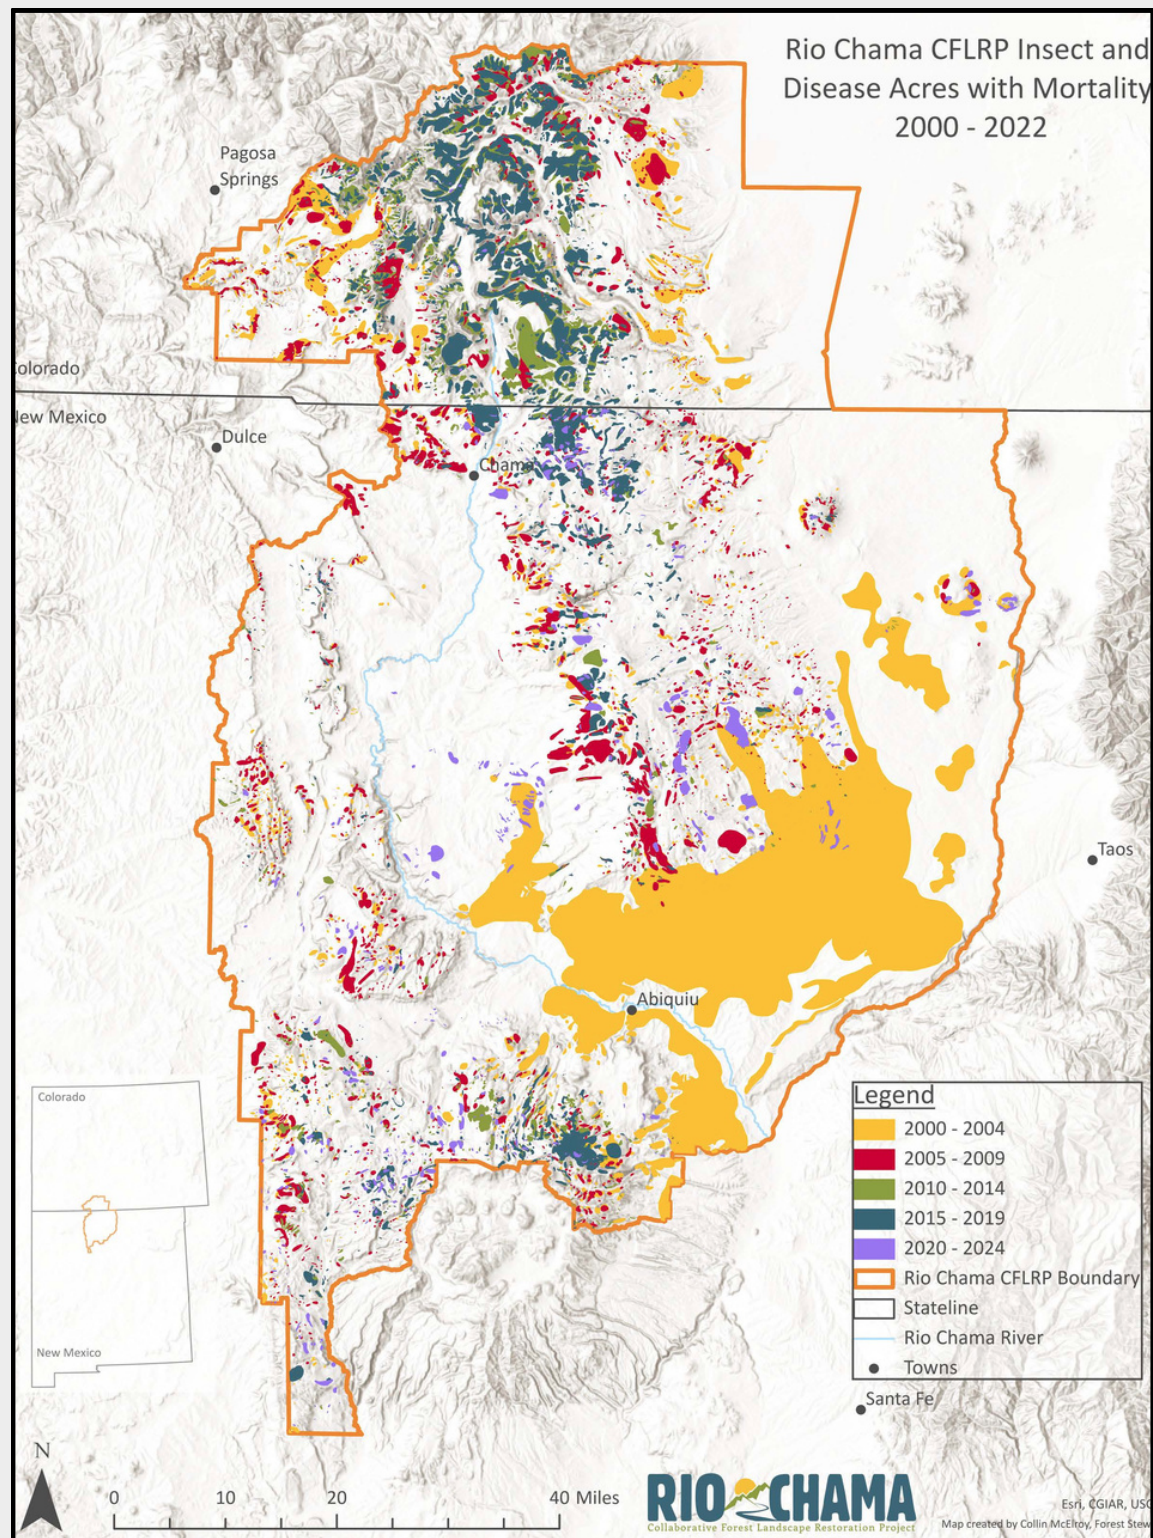 Rio Chama CFLRP Insect and
Disease Acres with Mortality
2000 - 2022
Pagosa
Springs
Colorado
New Mexico
Dulce
Chama
Taos
Abiquiu
Legend
2000 - 2004
2005 - 2009
2010 - 2014
2015 - 2019
2020 - 2024
Rio Chama CFLRP Boundary
Stateline
Rio Chama River
Towns
Colorado
New Mexico
Santa Fe
N
0 10 20 40 Miles
RIO CHAMA
Collaborative Forest Landscape Restoration Project
Esri, CGIAR, USG
Map created by Collin McElroy, Forest Stew